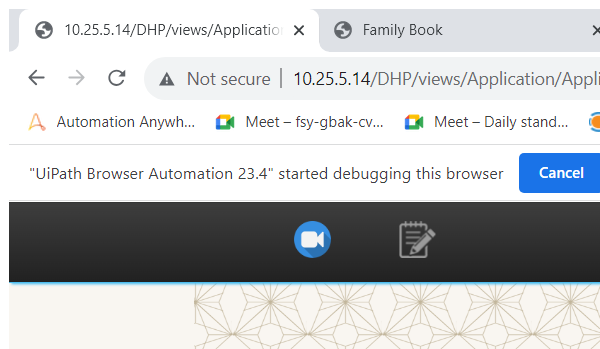 10.25.5.14/DHP/views/Application
Family Book
Not secure | 10.25.5.14/DHP/views/Application/Appli
Automation Anywh... Meet – fsy-gbak-cv... Meet – Daily stand...
"UiPath Browser Automation 23.4" started debugging this browser Cancel